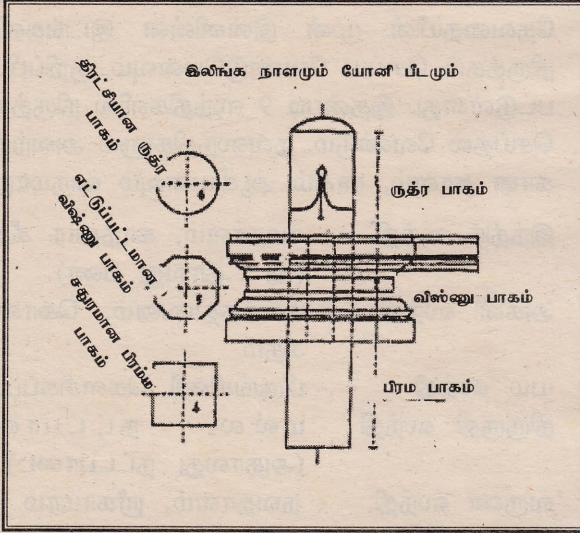 இலிங்க நாளமும் யோனி பீடமும்
திரட்சியான ருத்ர
பாகம்
எட்டுப்பட்டமான
விஷ்ணு பாகம்
சதுரமான பிரம்ம
பாகம்
ருத்ர பாகம்
வீஸ்ணு பாகம்
பிரம பாகம்